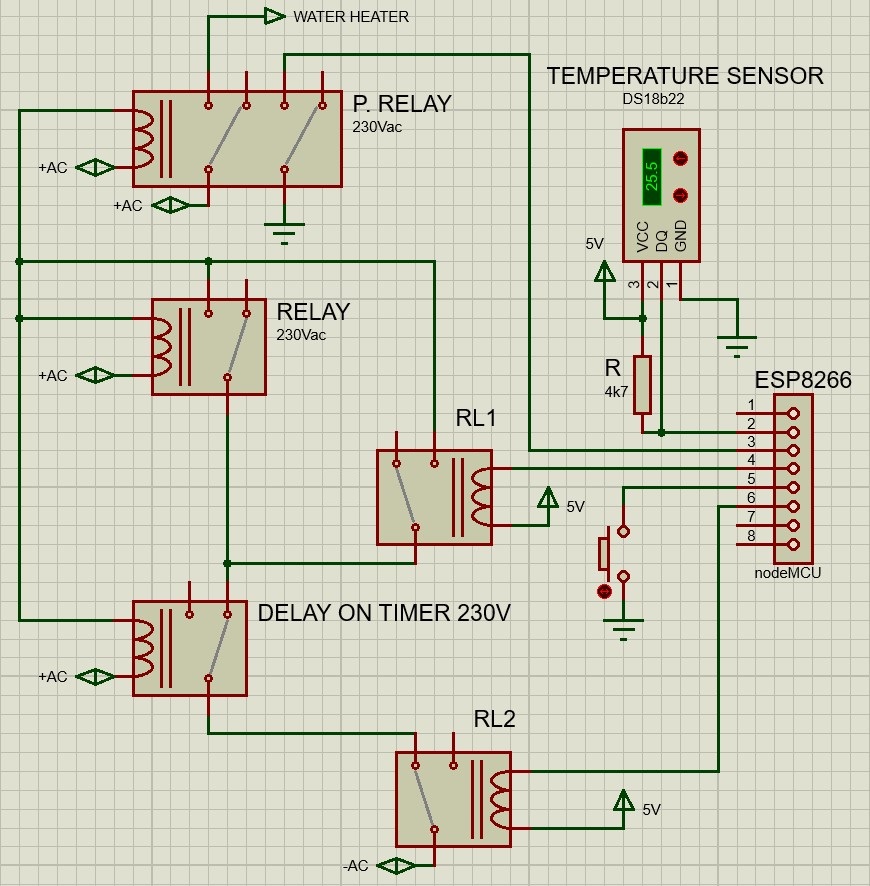 WATER HEATER
P. RELAY
230Vac
+AC
+AC
TEMPERATURE SENSOR
DS18b22
25.5
VCC
DQ
GND
3
2
1
5V
RELAY
230Vac
+AC
R
4k7
ESP8266
1
2
3
4
5
6
7
8
nodeMCU
RL1
5V
DELAY ON TIMER 230V
+AC
RL2
5V
-AC